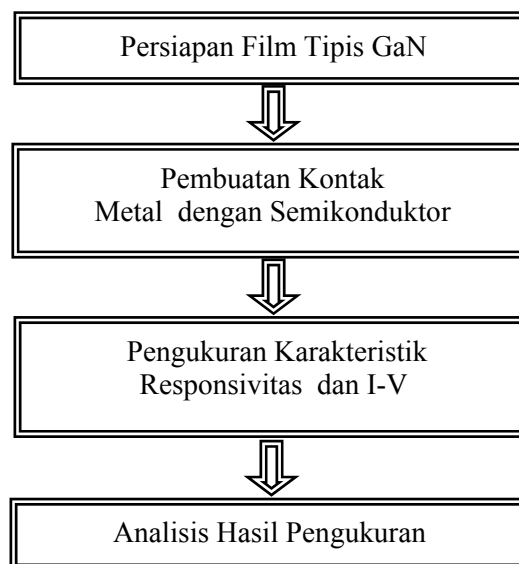 Persiapan Film Tipis GaN
Pembuatan Kontak
Metal dengan Semikonduktor
Pengukuran Karakteristik
Responsivitas dan I-V
Analisis Hasil Pengukuran